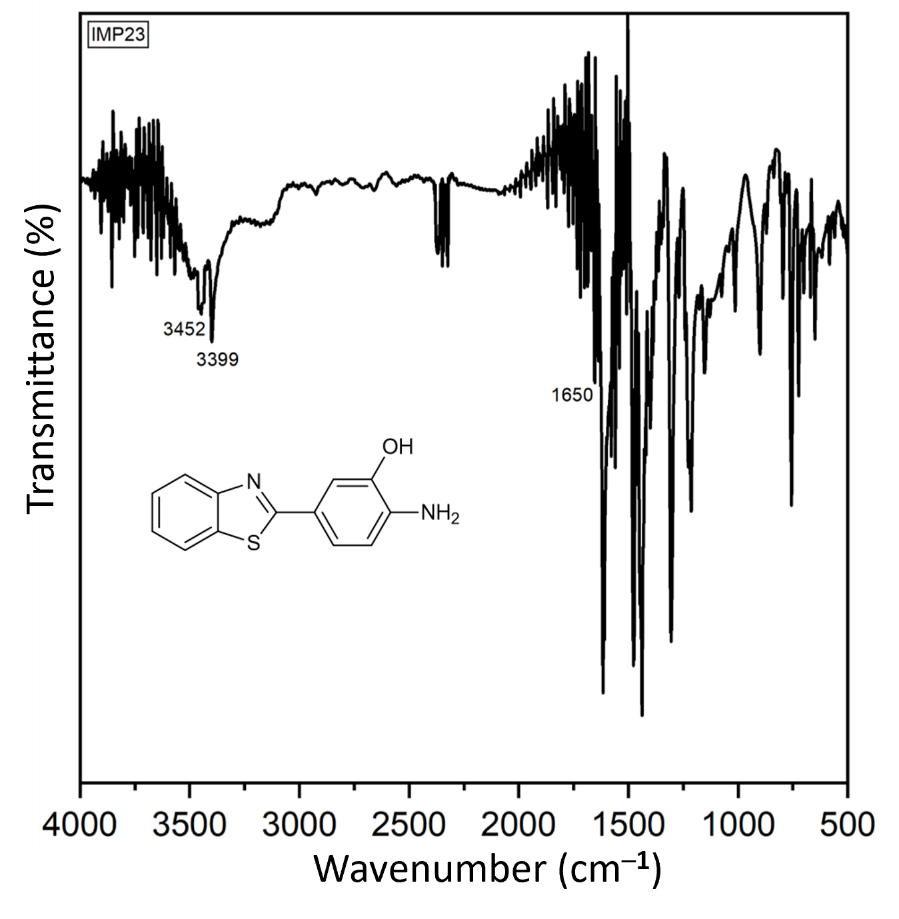 IMP23
Transmittance (%)
3452
3399
1650
OH
N
S
NH₂
4000 3500 3000 2500 2000 1500 1000 500
Wavenumber (cm⁻¹)